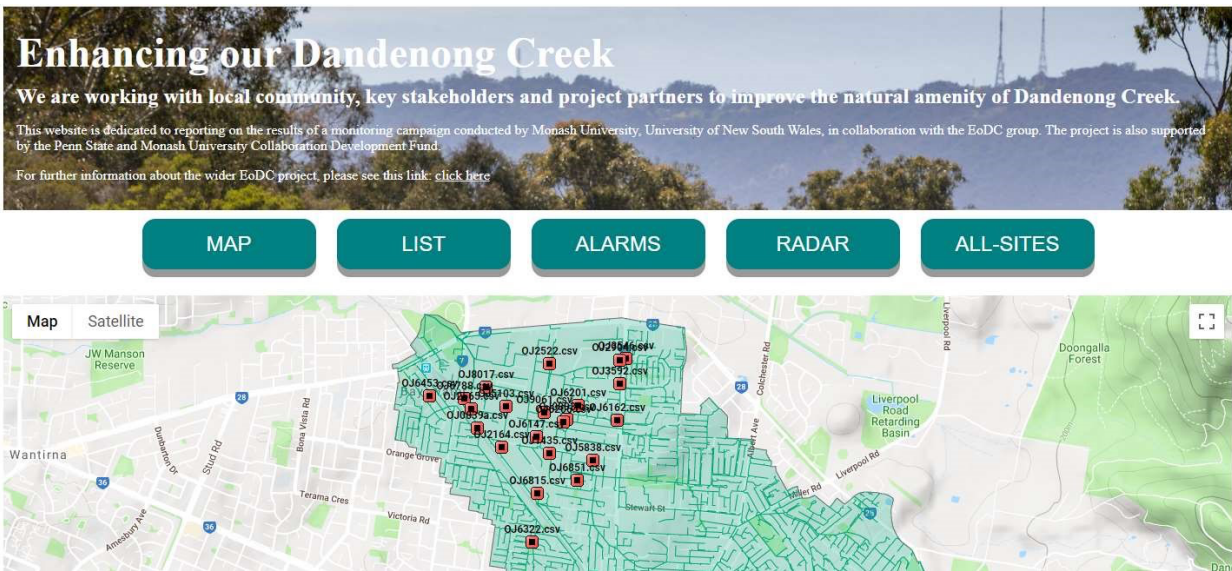 Enhancing our Dandenong Creek
We are working with local community, key stakeholders and project partners to improve the natural amenity of Dandenong Creek.
This website is dedicated to reporting on the results of a monitoring campaign conducted by Monash University, University of New South Wales, in collaboration with the EoDC group. The project is also supported
by the Penn State and Monash University Collaboration Development Fund.
For further information about the wider EoDC project, please see this link: click here
MAP
LIST
ALARMS
RADAR
ALL-SITES
Map
Satellite
JW Manson
Reserve
Wantirna
Dunbarton Dr
Stud Rd
Bona Vista Rd
Orange Grove
Terama Cres
Victoria Rd
Amesbury Ave
28
36
36
7
28
Colchester Rd
Liverpool Rd
Doongalla
Forest
Liverpool
Road
Retarding
Basin
Liverpool Rd
Stewart St
OJ2522.csv
OJ8017.csv
OJ3592.csv
OJ6201.csv
OJ6162.csv
OJ6147.csv
OJ2164.csv
OJ5838.csv
OJ6851.csv
OJ6815.csv
OJ6322.csv